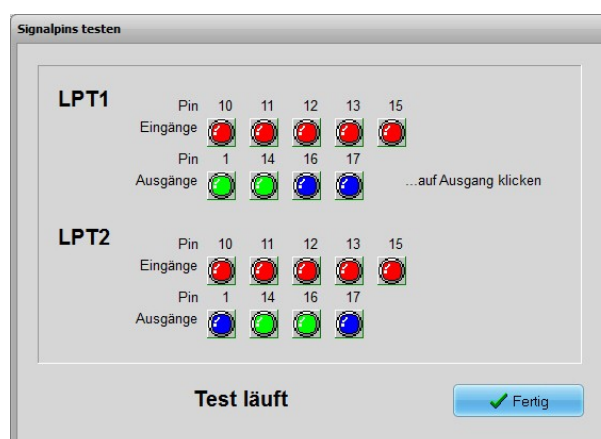 Signalpins testen
LPT1
Pin 10 11 12 13 15
Eingänge
Pin 1 14 16 17
Ausgänge ...auf Ausgang klicken
LPT2
Pin 10 11 12 13 15
Eingänge
Pin 1 14 16 17
Ausgänge
Test läuft
Fertig